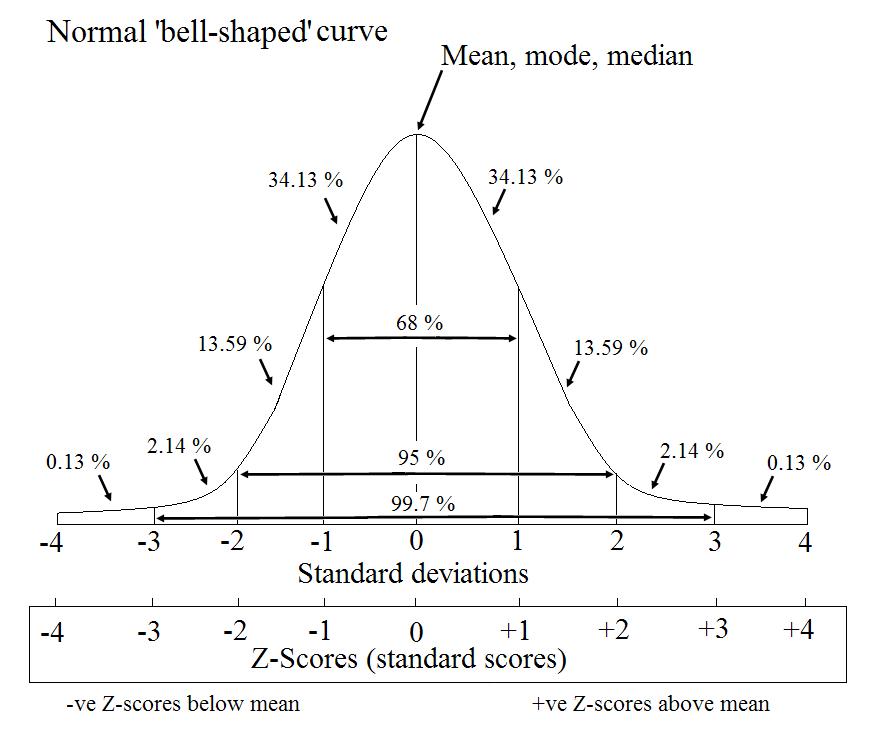 Normal 'bell-shaped' curve
Mean, mode, median
34.13 %
34.13 %
68 %
13.59 %
13.59 %
0.13 %
2.14 %
95 %
2.14 %
0.13 %
99.7 %
-4 -3 -2 -1 0 1 2 3 4
Standard deviations
-4 -3 -2 -1 0 +1 +2 +3 +4
Z-Scores (standard scores)
-ve Z-scores below mean
+ve Z-scores above mean